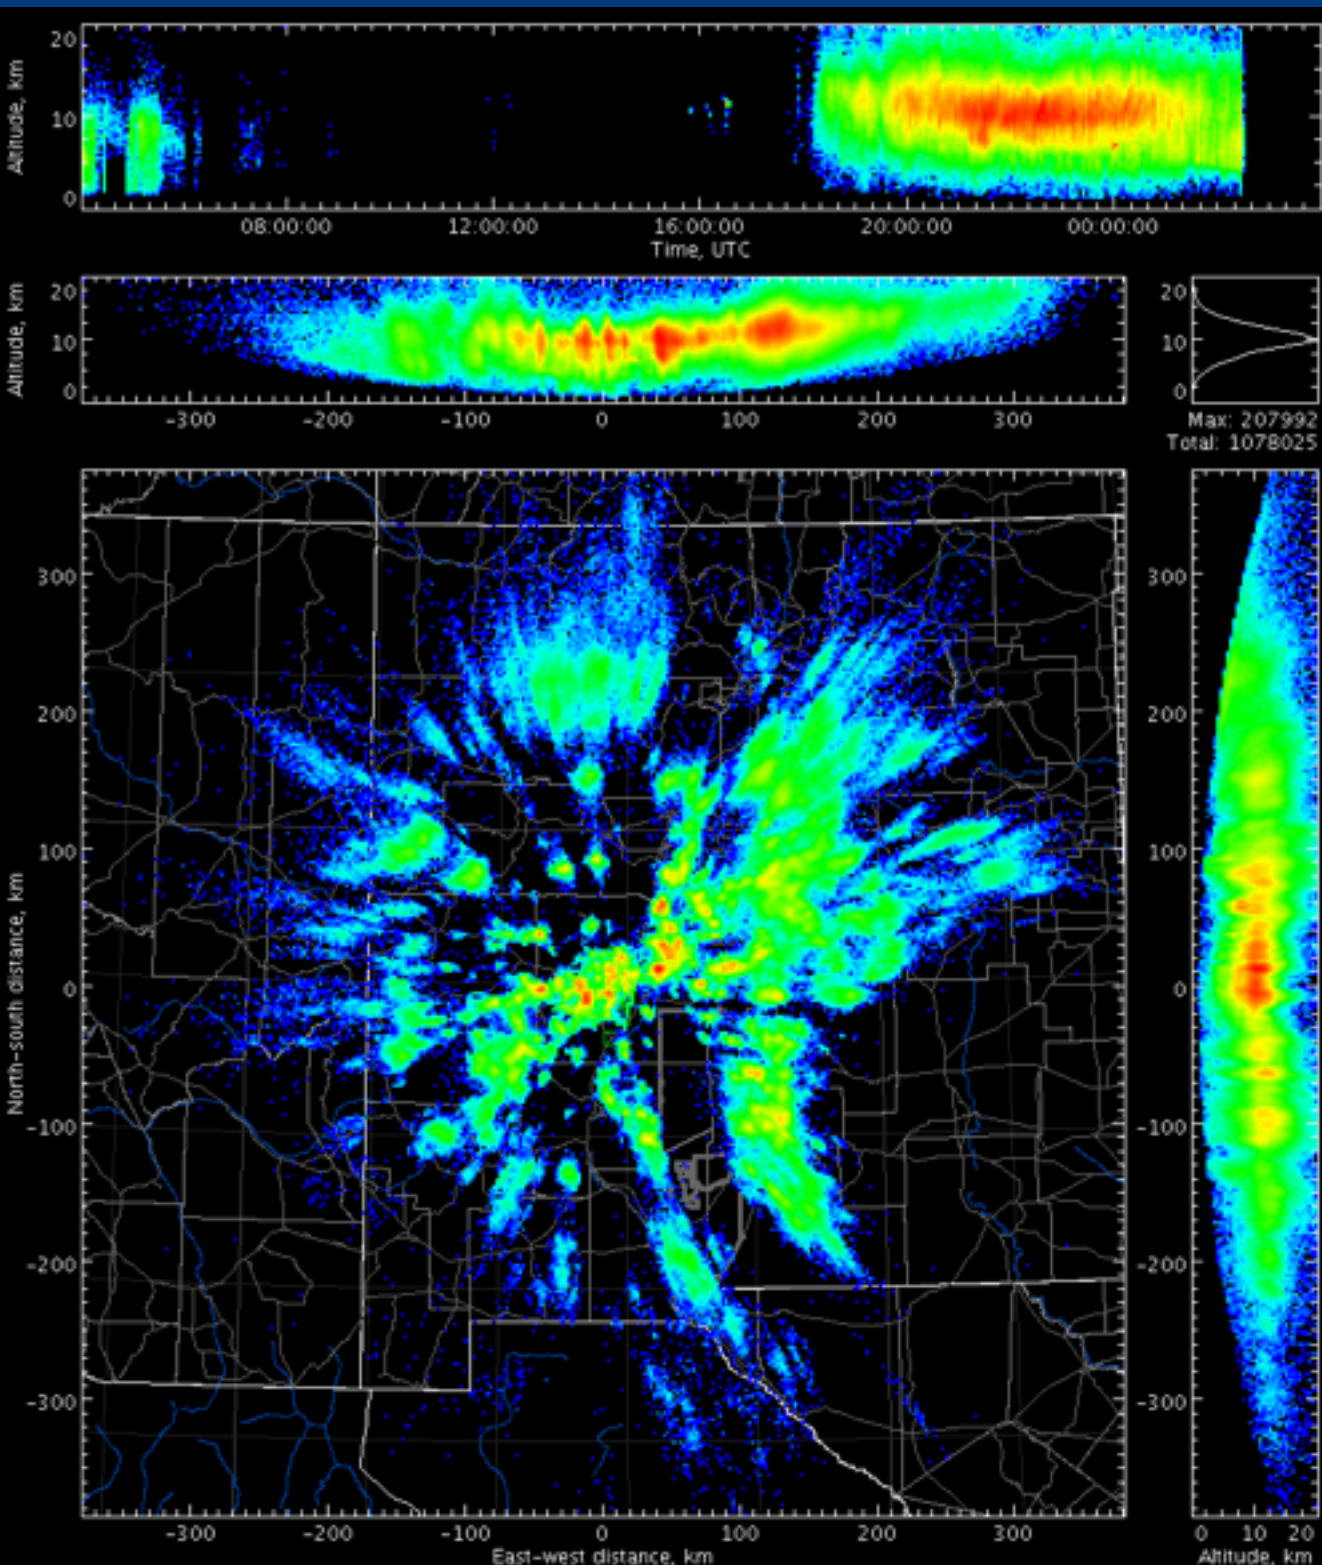 20
10
0
Altitude, km
08:00:00 12:00:00 16:00:00 20:00:00 00:00:00
Time, UTC
20
10
0
Altitude, km
-300 -200 -100 0 100 200 300
20
10
0
Max: 207992
Total: 1078025
300
200
100
0
-100
-200
-300
North-south distance, km
-300 -200 -100 0 100 200 300
East-west distance, km
300
200
100
0
-100
-200
-300
0 10 20
Altitude, km